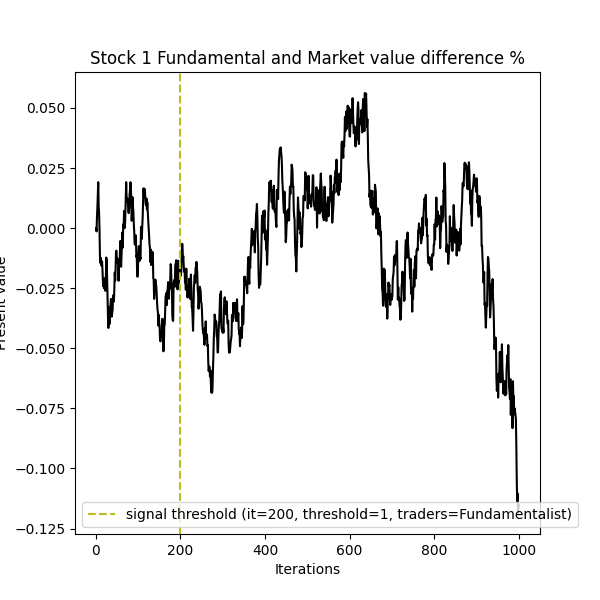 Stock 1 Fundamental and Market value difference %
0.050
0.025
0.000
−0.025
−0.050
−0.075
−0.100
−0.125
Present value
signal threshold (it=200, threshold=1, traders=Fundamentalist)
0 200 400 600 800 1000
Iterations